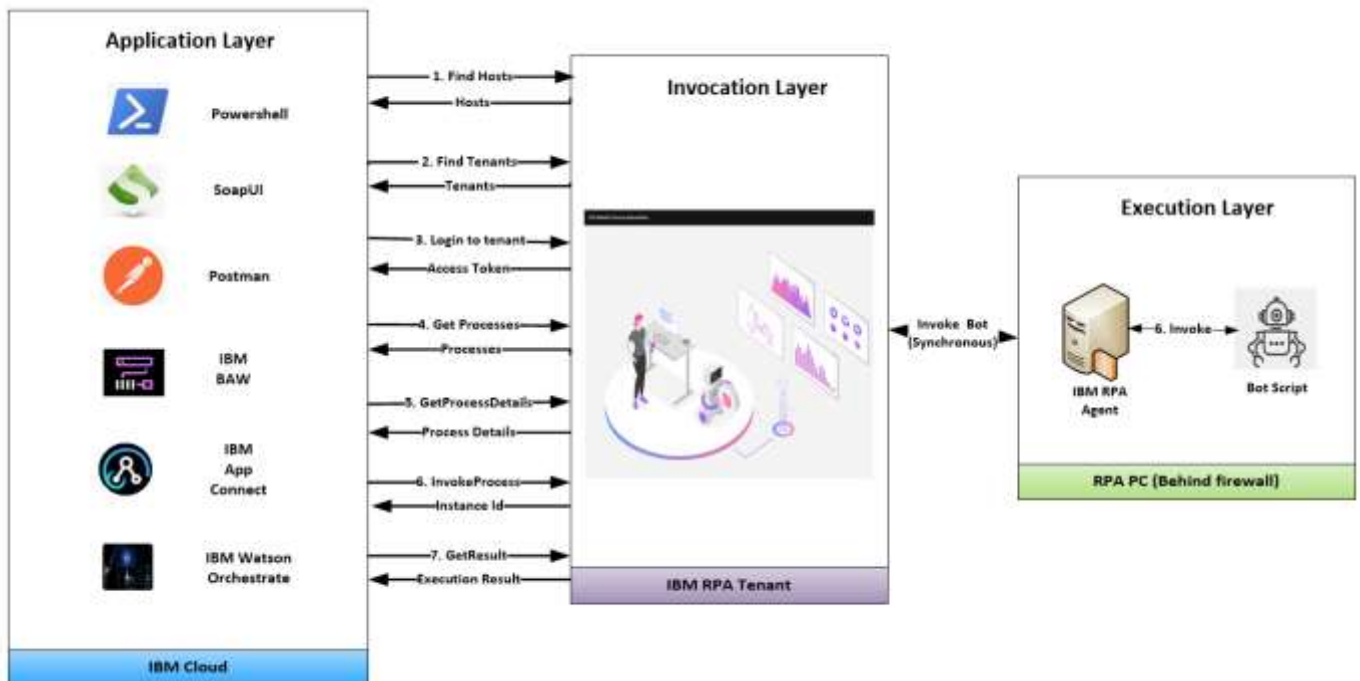 Application Layer
Powershell
SoapUI
Postman
IBM
BAW
IBM
App
Connect
IBM Watson
Orchestrate
IBM Cloud
1. Find Hosts
Hosts
2. Find Tenants
Tenants
3. Login to tenant
Access Token
4. Get Processes
Processes
5. GetProcessDetails
Process Details
6. InvokeProcess
Instance Id
7. GetResult
Execution Result
Invocation Layer
IBM RPA Tenant
Invoke Bot
(Synchronous)
Execution Layer
6. Invoke
IBM RPA
Agent
Bot Script
RPA PC (Behind firewall)